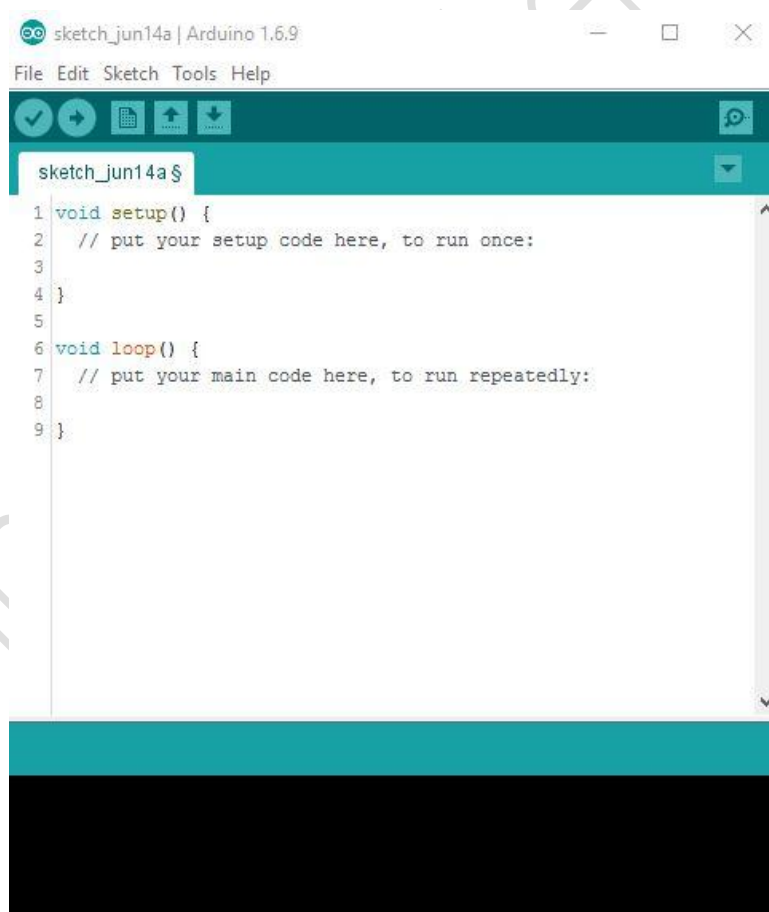 sketch_jun14a | Arduino 1.6.9
File Edit Sketch Tools Help
sketch_jun14a §
1 void setup() {
2   // put your setup code here, to run once:
3
4 }
5
6 void loop() {
7   // put your main code here, to run repeatedly:
8
9 }